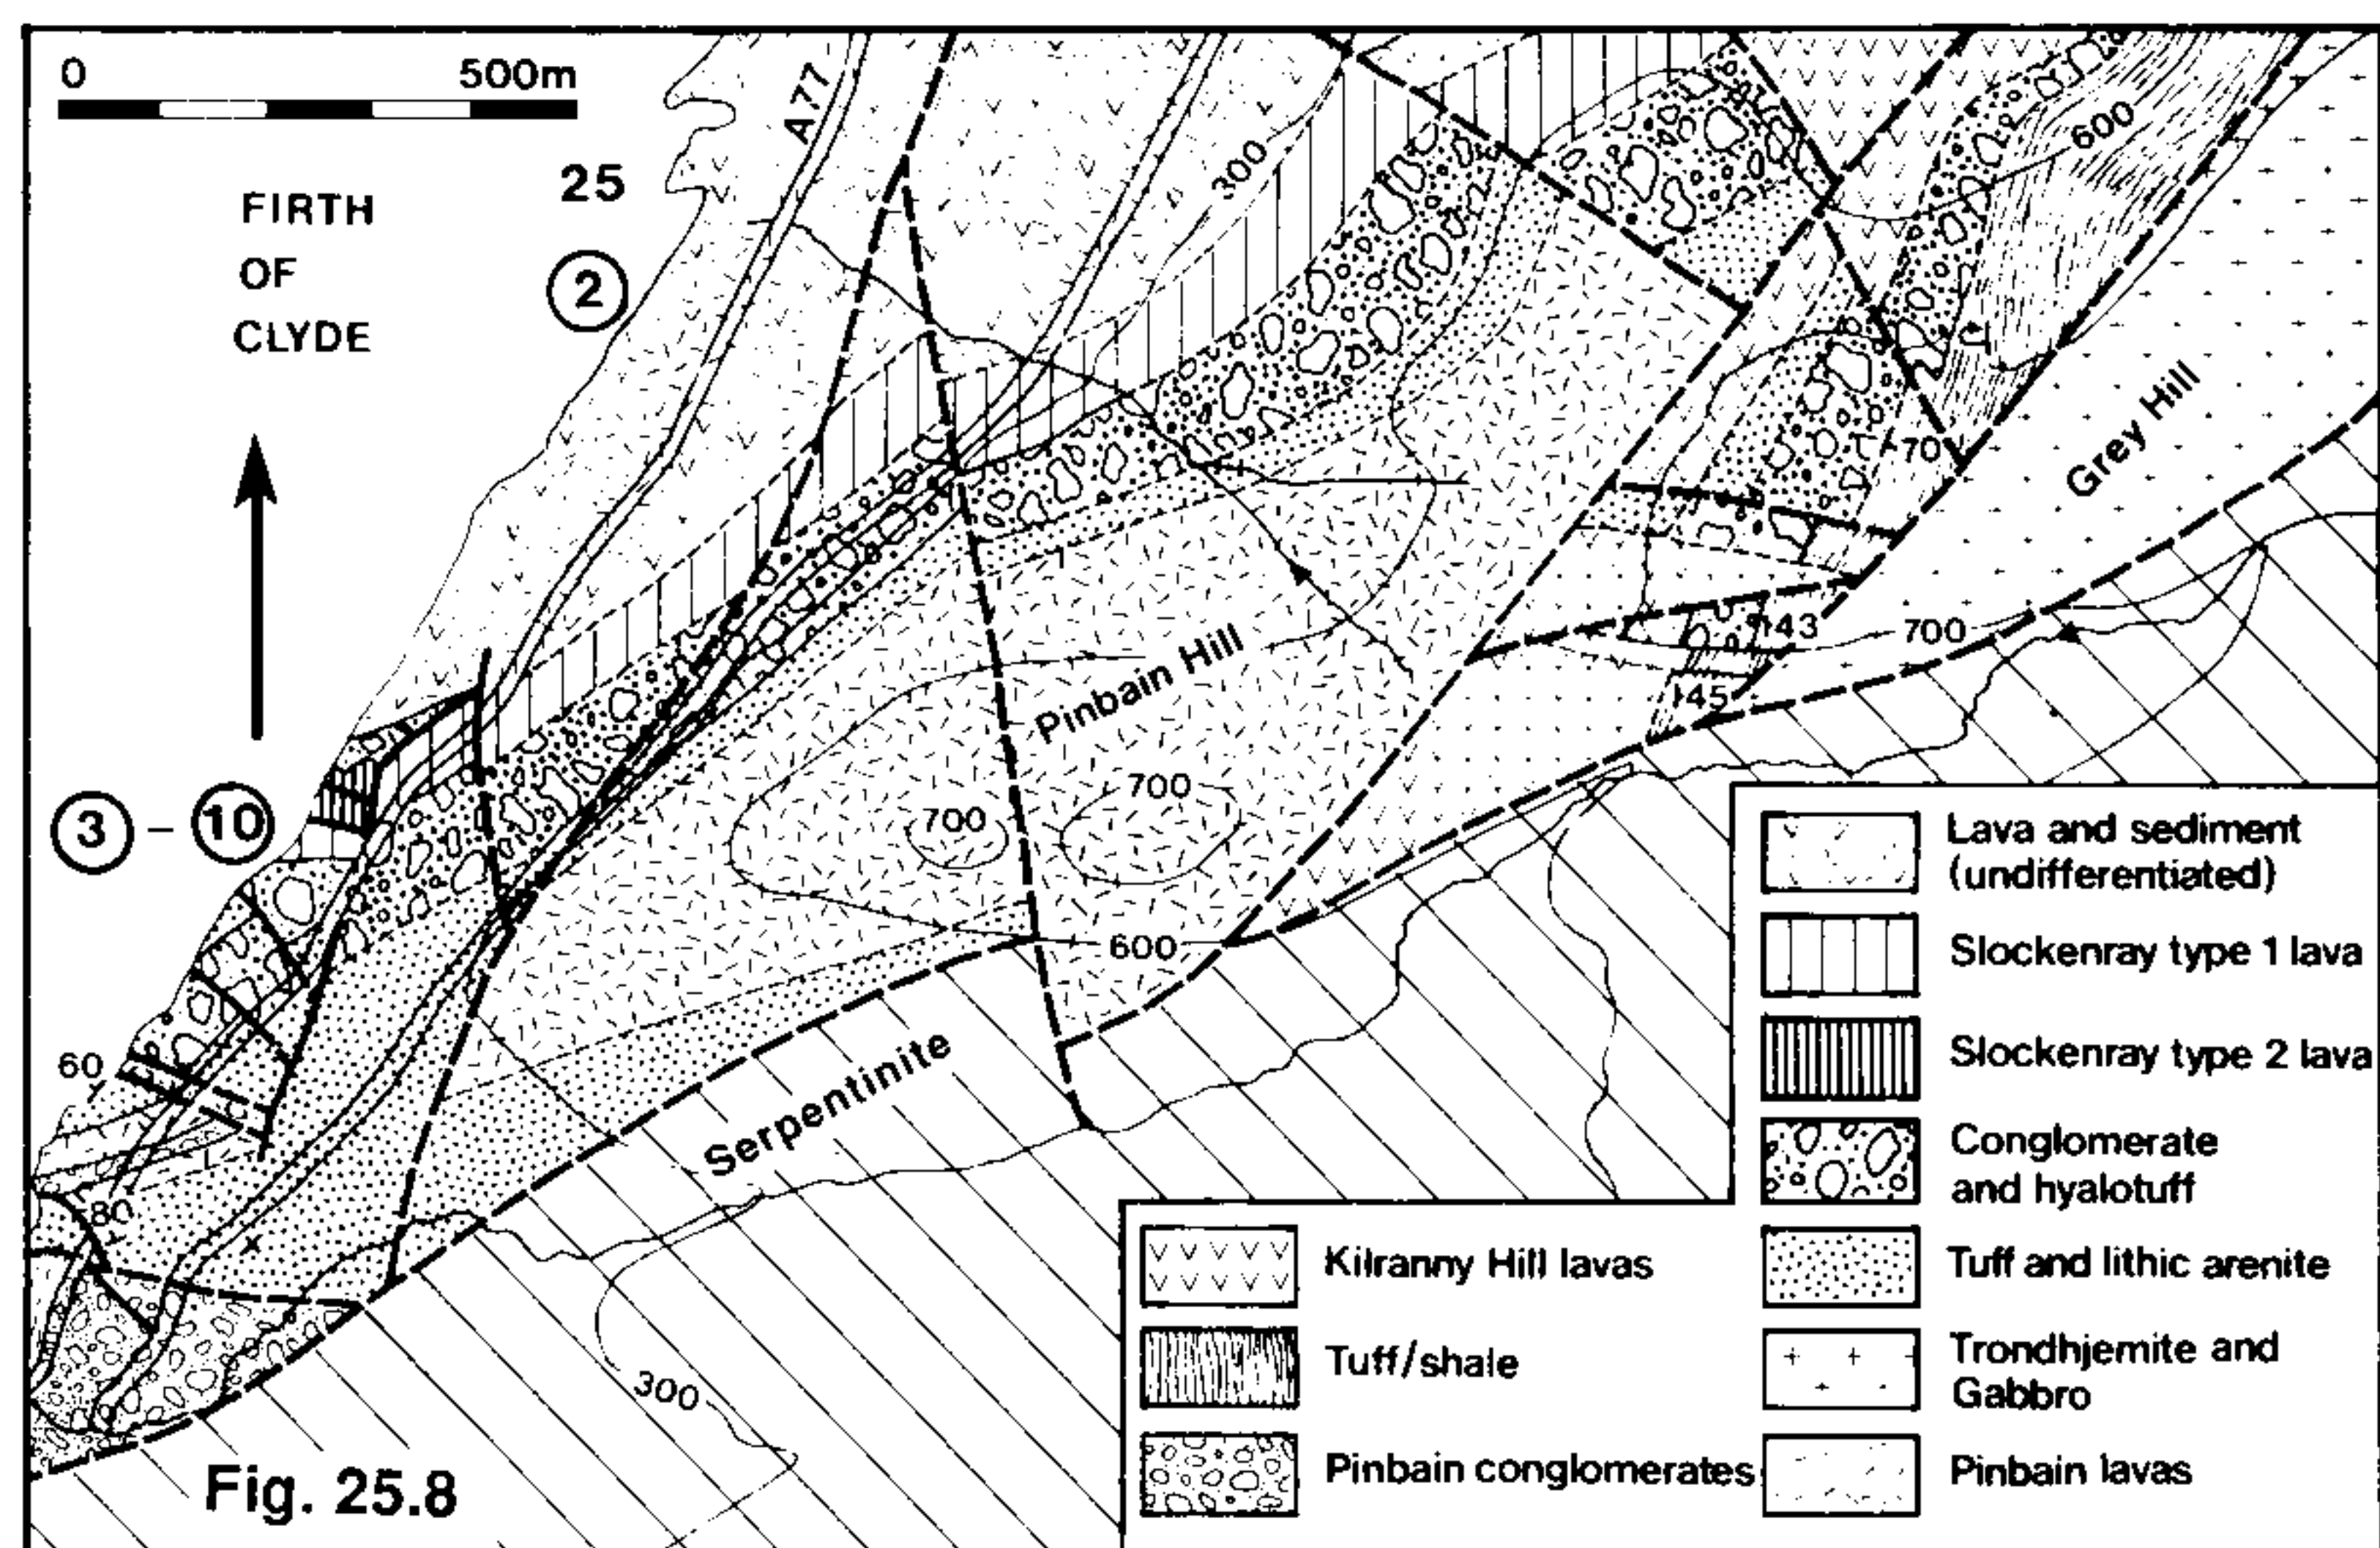 0 500m
A77
25
FIRTH
OF
CLYDE
2
300
600
Grey Hill
70
43
700
45
Pinbain Hill
700
700
600
3 – 10
60
80
Serpentinite
300
Fig. 25.8
Lava and sediment
(undifferentiated)
Slockenray type 1 lava
Slockenray type 2 lava
Conglomerate
and hyalotuff
Tuff and lithic arenite
Trondhjemite and
Gabbro
Pinbain lavas
Kilranny Hill lavas
Tuff/shale
Pinbain conglomerates